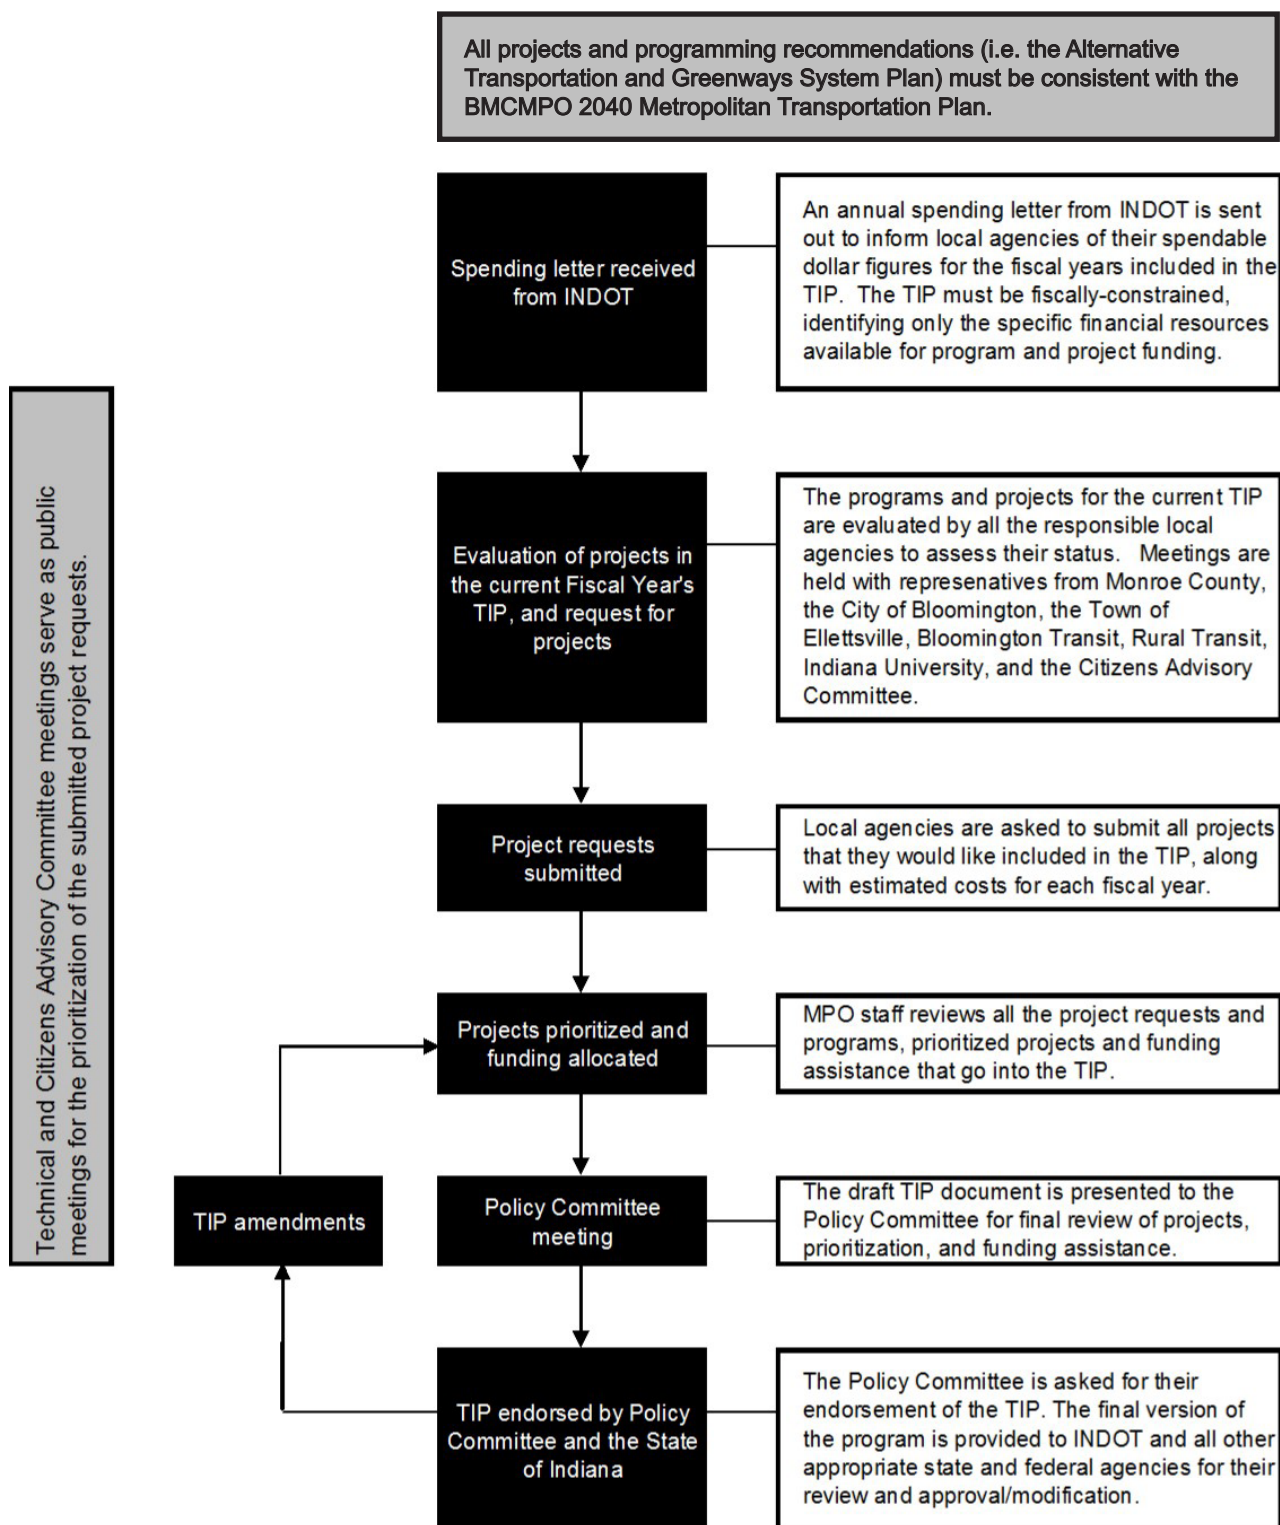 All projects and programming recommendations (i.e. the Alternative
Transportation and Greenways System Plan) must be consistent with the
BMCMPO 2040 Metropolitan Transportation Plan.
Spending letter received
from INDOT
An annual spending letter from INDOT is sent
out to inform local agencies of their spendable
dollar figures for the fiscal years included in the
TIP.  The TIP must be fiscally-constrained,
identifying only the specific financial resources
available for program and project funding.
Technical and Citizens Advisory Committee meetings serve as public
meetings for the prioritization of the submitted project requests.
Evaluation of projects in
the current Fiscal Year's
TIP, and request for
projects
The programs and projects for the current TIP
are evaluated by all the responsible local
agencies to assess their status.   Meetings are
held with represenatives from Monroe County,
the City of Bloomington, the Town of
Ellettsville, Bloomington Transit, Rural Transit,
Indiana University, and the Citizens Advisory
Committee.
Project requests
submitted
Local agencies are asked to submit all projects
that they would like included in the TIP, along
with estimated costs for each fiscal year.
Projects prioritized and
funding allocated
MPO staff reviews all the project requests and
programs, prioritized projects and funding
assistance that go into the TIP.
TIP amendments
Policy Committee
meeting
The draft TIP document is presented to the
Policy Committee for final review of projects,
prioritization, and funding assistance.
TIP endorsed by Policy
Committee and the State
of Indiana
The Policy Committee is asked for their
endorsement of the TIP. The final version of
the program is provided to INDOT and all other
appropriate state and federal agencies for their
review and approval/modification.